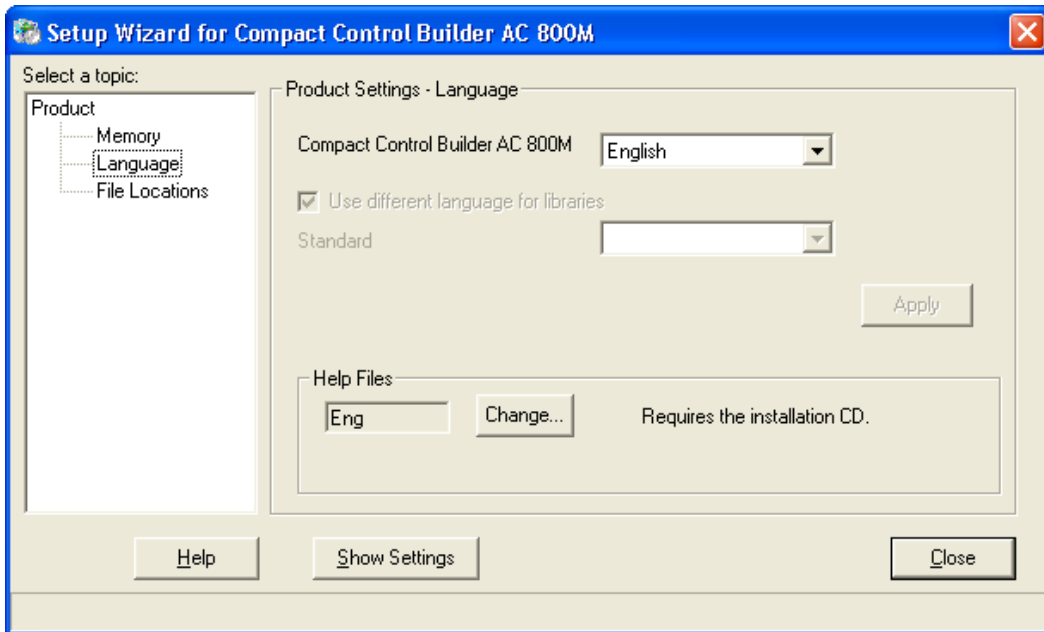 Setup Wizard for Compact Control Builder AC 800M
Select a topic:
Product
Memory
Language
File Locations
Product Settings - Language
Compact Control Builder AC 800M English
Use different language for libraries
Standard
Apply
Help Files
Eng Change... Requires the installation CD.
Help Show Settings Close